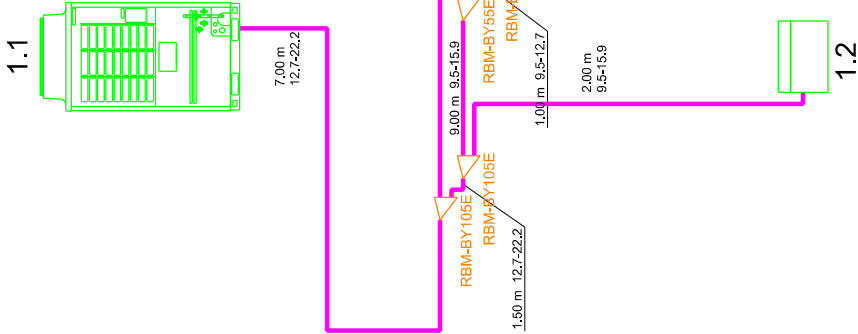 1.1
7.00 m
12.7-22.2
9.00 m 9.5-15.9
RBM-BY55E
1.00 m 9.5-12.7
2.00 m
9.5-15.9
1.2
RBM-BY105E
RBM-BY105E
1.50 m 12.7-22.2